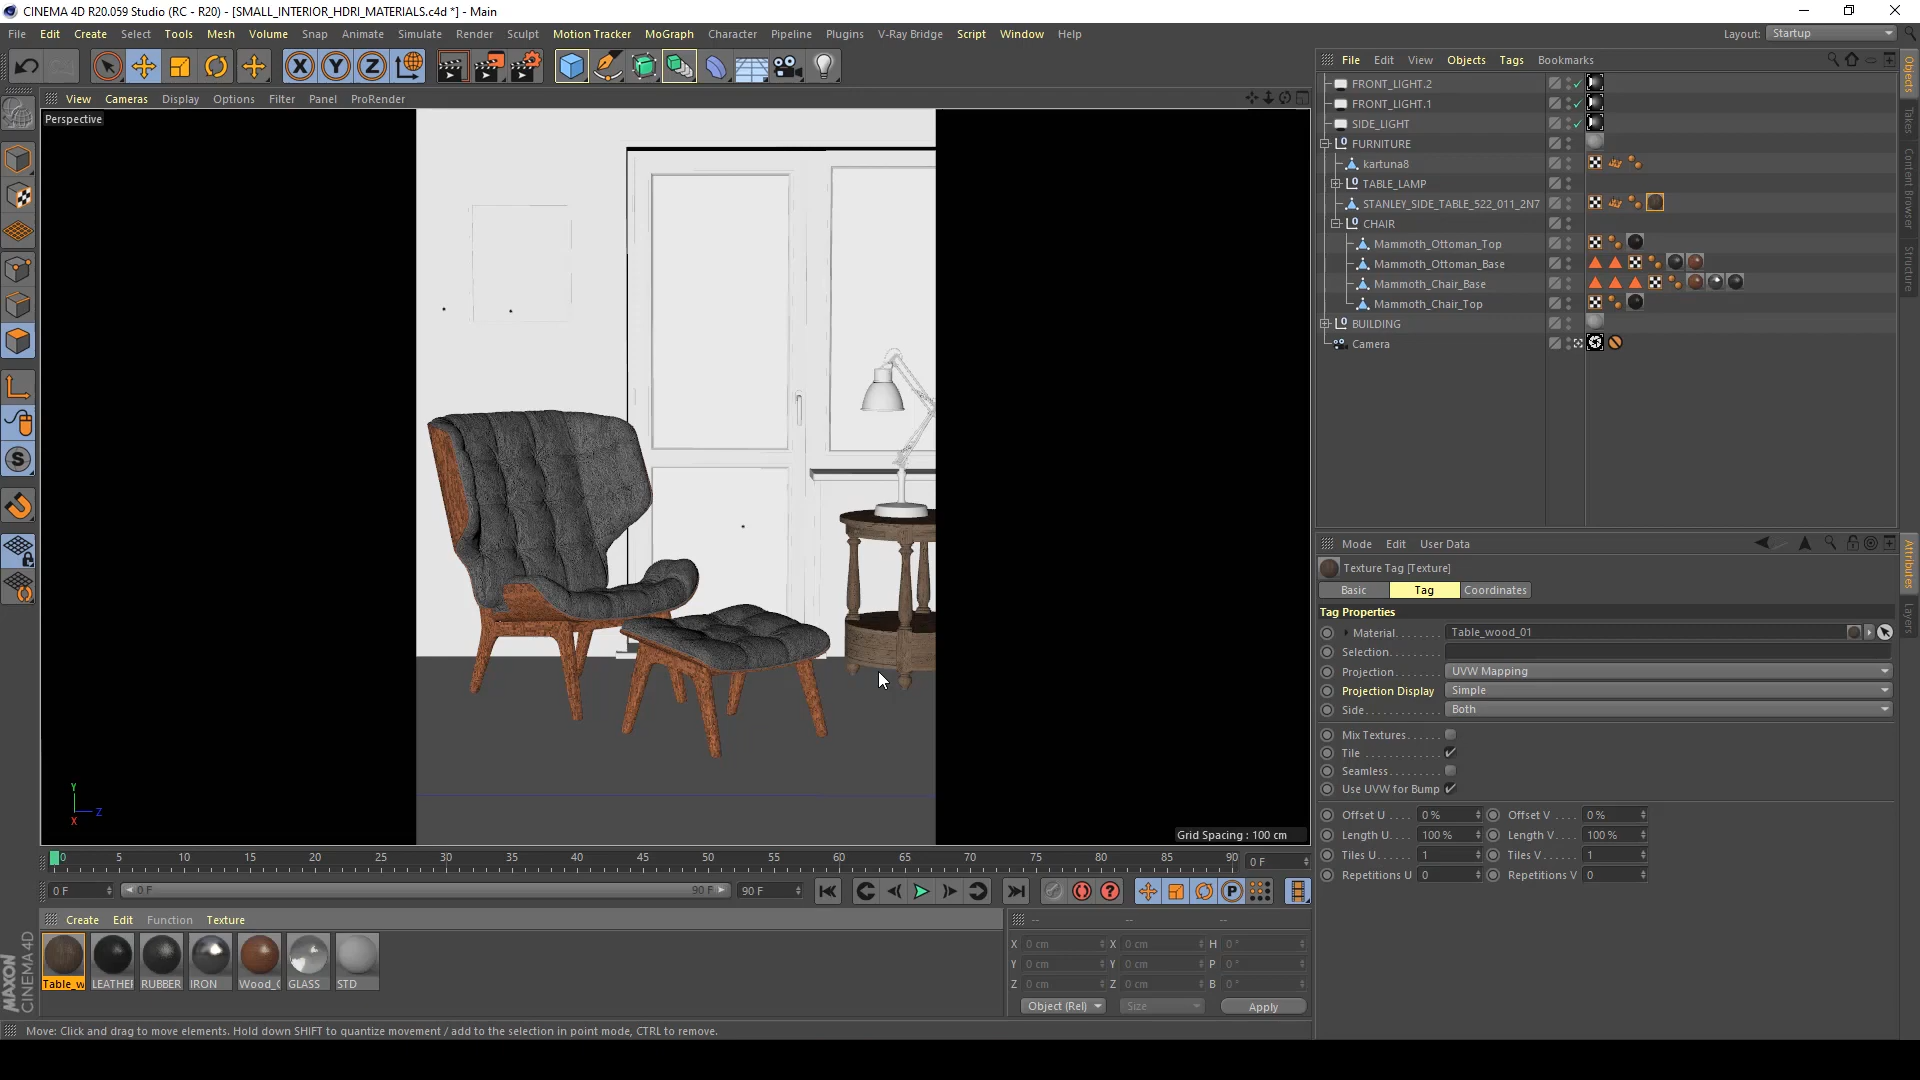 CINEMA 4D R20.059 Studio (RC - R20) - [SMALL_INTERIOR_HDRI_MATERIALS.c4d *] - Main
File Edit Create Select Tools Mesh Volume Snap Animate Simulate Render Sculpt Motion Tracker MoGraph Character Pipeline Plugins V-Ray Bridge Script Window Help
Layout: Startup
X Y Z
File Edit View Objects Tags Bookmarks
View Cameras Display Options Filter Panel ProRender
Perspective
FRONT_LIGHT.2
FRONT_LIGHT.1
SIDE_LIGHT
FURNITURE
kartuna8
TABLE_LAMP
STANLEY_SIDE_TABLE_522_011_2N7
CHAIR
Mammoth_Ottoman_Top
Mammoth_Ottoman_Base
Mammoth_Chair_Base
Mammoth_Chair_Top
BUILDING
Camera
Objects
Takes
Content Browser
Structure
Mode Edit User Data
Texture Tag [Texture]
Basic Tag Coordinates
Tag Properties
Material........ Table_wood_01
Selection........
Projection........ UVW Mapping
Projection Display Simple
Side............ Both
Mix Textures......
Tile .............
Seamless.........
Use UVW for Bump
Offset U .... 0 % Offset V .... 0 %
Length U.... 100 % Length V.... 100 %
Tiles U...... 1 Tiles V...... 1
Repetitions U 0 Repetitions V 0
Attributes
Layers
Y
Z
X
Grid Spacing : 100 cm
0 5 10 15 20 25 30 35 40 45 50 55 60 65 70 75 80 85 90 0 F
0 F 0 F 90 F 90 F
Create Edit Function Texture
-- -- --
X 0 cm X 0 cm H 0 °
Y 0 cm Y 0 cm P 0 °
Z 0 cm Z 0 cm B 0 °
Object (Rel) Size Apply
Table_w LEATHER RUBBER IRON Wood_0 GLASS STD
MAXON
CINEMA 4D
Move: Click and drag to move elements. Hold down SHIFT to quantize movement / add to the selection in point mode, CTRL to remove.